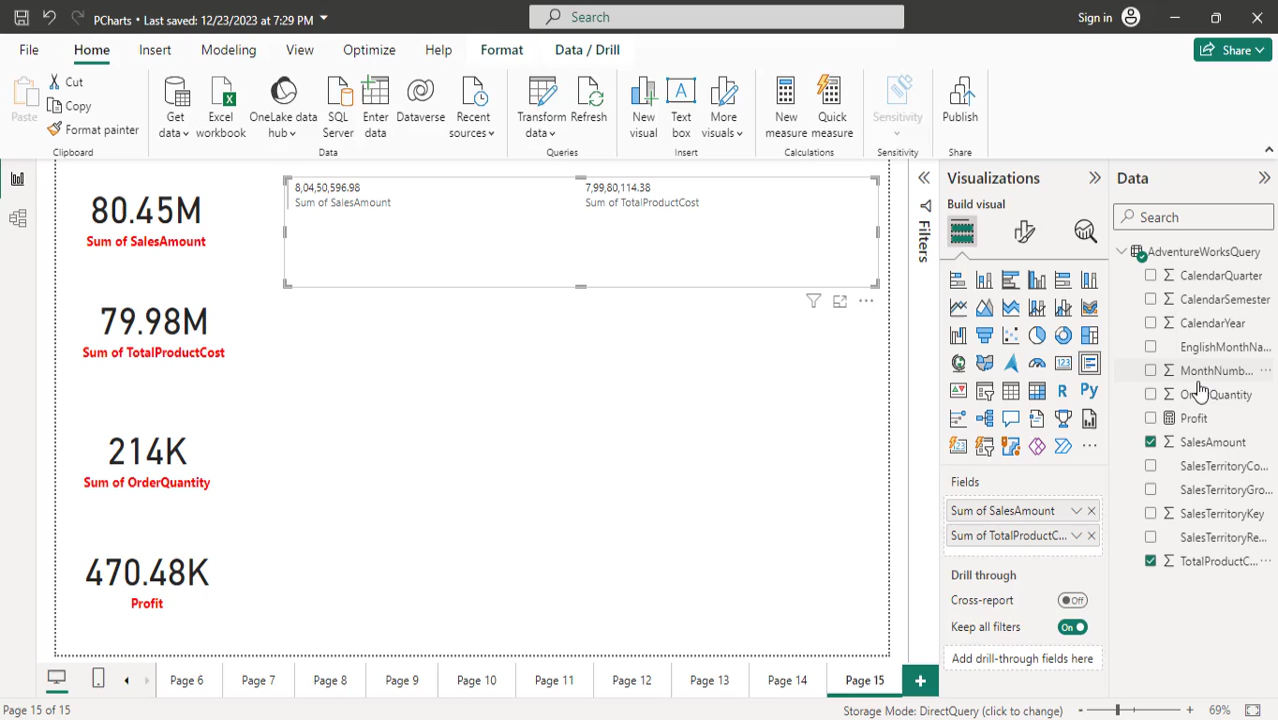 PCharts • Last saved: 12/23/2023 at 7:29 PM
Search
Sign in
File
Home
Insert
Modeling
View
Optimize
Help
Format
Data / Drill
Share
Paste
Cut
Copy
Format painter
Clipboard
Get data
Excel workbook
OneLake data hub
SQL Server
Enter data
Dataverse
Recent sources
Data
Transform data
Refresh
Queries
New visual
A
Text box
More visuals
Insert
New measure
Quick measure
Calculations
Sensitivity
Sensitivity
Publish
Share
80.45M
Sum of SalesAmount
79.98M
Sum of TotalProductCost
214K
Sum of OrderQuantity
470.48K
Profit
8,04,50,596.98
Sum of SalesAmount
7,99,80,114.38
Sum of TotalProductCost
Filters
Visualizations
Build visual
123
R
Py
Fields
Sum of SalesAmount
Sum of TotalProductC...
Drill through
Cross-report
Off
Keep all filters
On
Add drill-through fields here
Data
Search
AdventureWorksQuery
Σ CalendarQuarter
Σ CalendarSemester
Σ CalendarYear
EnglishMonthNa...
Σ MonthNumb... ...
Σ Quantity
Profit
Σ SalesAmount
SalesTerritoryCo...
SalesTerritoryGro...
Σ SalesTerritoryKey
SalesTerritoryRe...
Σ TotalProductC... ...
Page 6
Page 7
Page 8
Page 9
Page 10
Page 11
Page 12
Page 13
Page 14
Page 15
Page 15 of 15
Storage Mode: DirectQuery (click to change)
69%